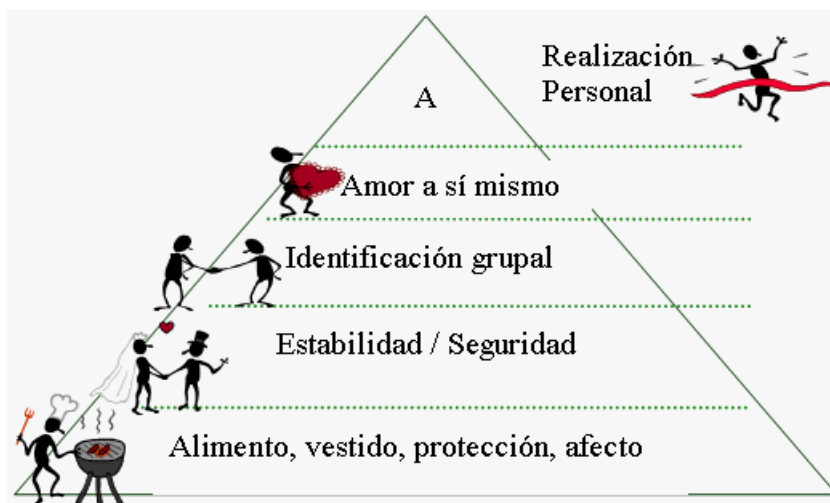 Realización
Personal
A
Amor a sí mismo
Identificación grupal
Estabilidad / Seguridad
Alimento, vestido, protección, afecto